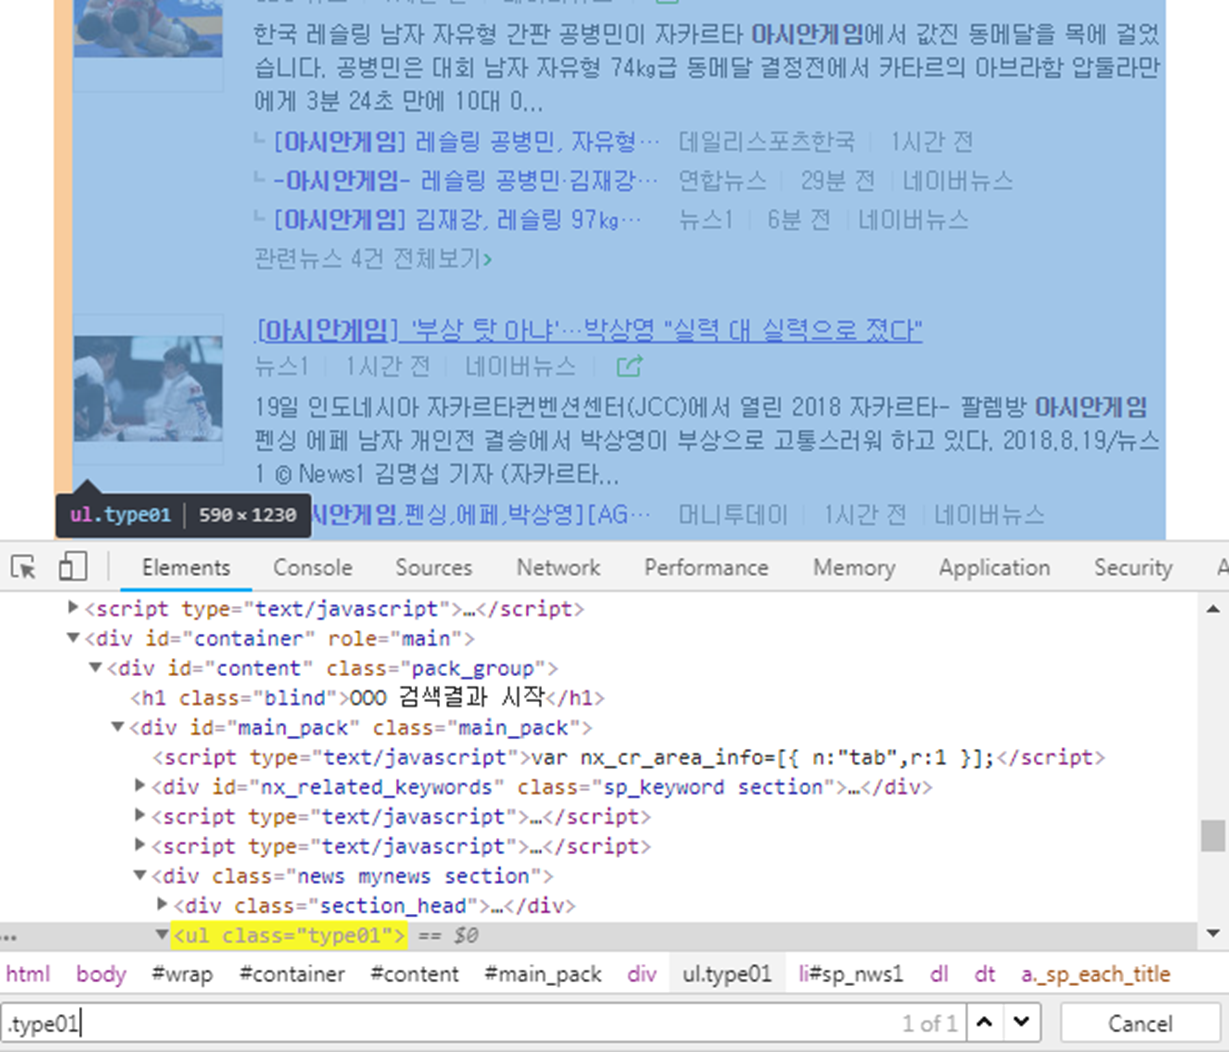 한국 레슬링 남자 자유형 간판 공병민이 자카르타 아시안게임에서 값진 동메달을 목에 걸었
습니다. 공병민은 대회 남자 자유형 74kg급 동메달 결정전에서 카타르의 아브라함 압둘라만
에게 3분 24초 만에 10대 0...
[아시안게임] 레슬링 공병민, 자유형… 데일리스포츠한국 1시간 전
-아시안게임- 레슬링 공병민·김재강… 연합뉴스 29분 전 네이버뉴스
[아시안게임] 김재강, 레슬링 97kg… 뉴스1 6분 전 네이버뉴스
관련뉴스 4건 전체보기>
[아시안게임] '부상 탓 아냐'…박상영 "실력 대 실력으로 졌다"
뉴스1 1시간 전 네이버뉴스
19일 인도네시아 자카르타컨벤션센터(JCC)에서 열린 2018 자카르타- 팔렘방 아시안게임
펜싱 에페 남자 개인전 결승에서 박상영이 부상으로 고통스러워 하고 있다. 2018.8.19/뉴스
1 © News1 김명섭 기자 (자카르타...
아시안게임,펜싱,에페,박상영][AG… 머니투데이 1시간 전 네이버뉴스
ul.type01 590 × 1230
Elements Console Sources Network Performance Memory Application Security A
<script type="text/javascript">…</script>
<div id="container" role="main">
<div id="content" class="pack_group">
<h1 class="blind">OOO 검색결과 시작</h1>
<div id="main_pack" class="main_pack">
<script type="text/javascript">var nx_cr_area_info=[{ n:"tab",r:1 }];</script>
<div id="nx_related_keywords" class="sp_keyword section">…</div>
<script type="text/javascript">…</script>
<script type="text/javascript">…</script>
<div class="news mynews section">
<div class="section_head">…</div>
... <ul class="type01"> == $0
html body #wrap #container #content #main_pack div ul.type01 li#sp_nws1 dl dt a._sp_each_title
.type01 1 of 1 Cancel